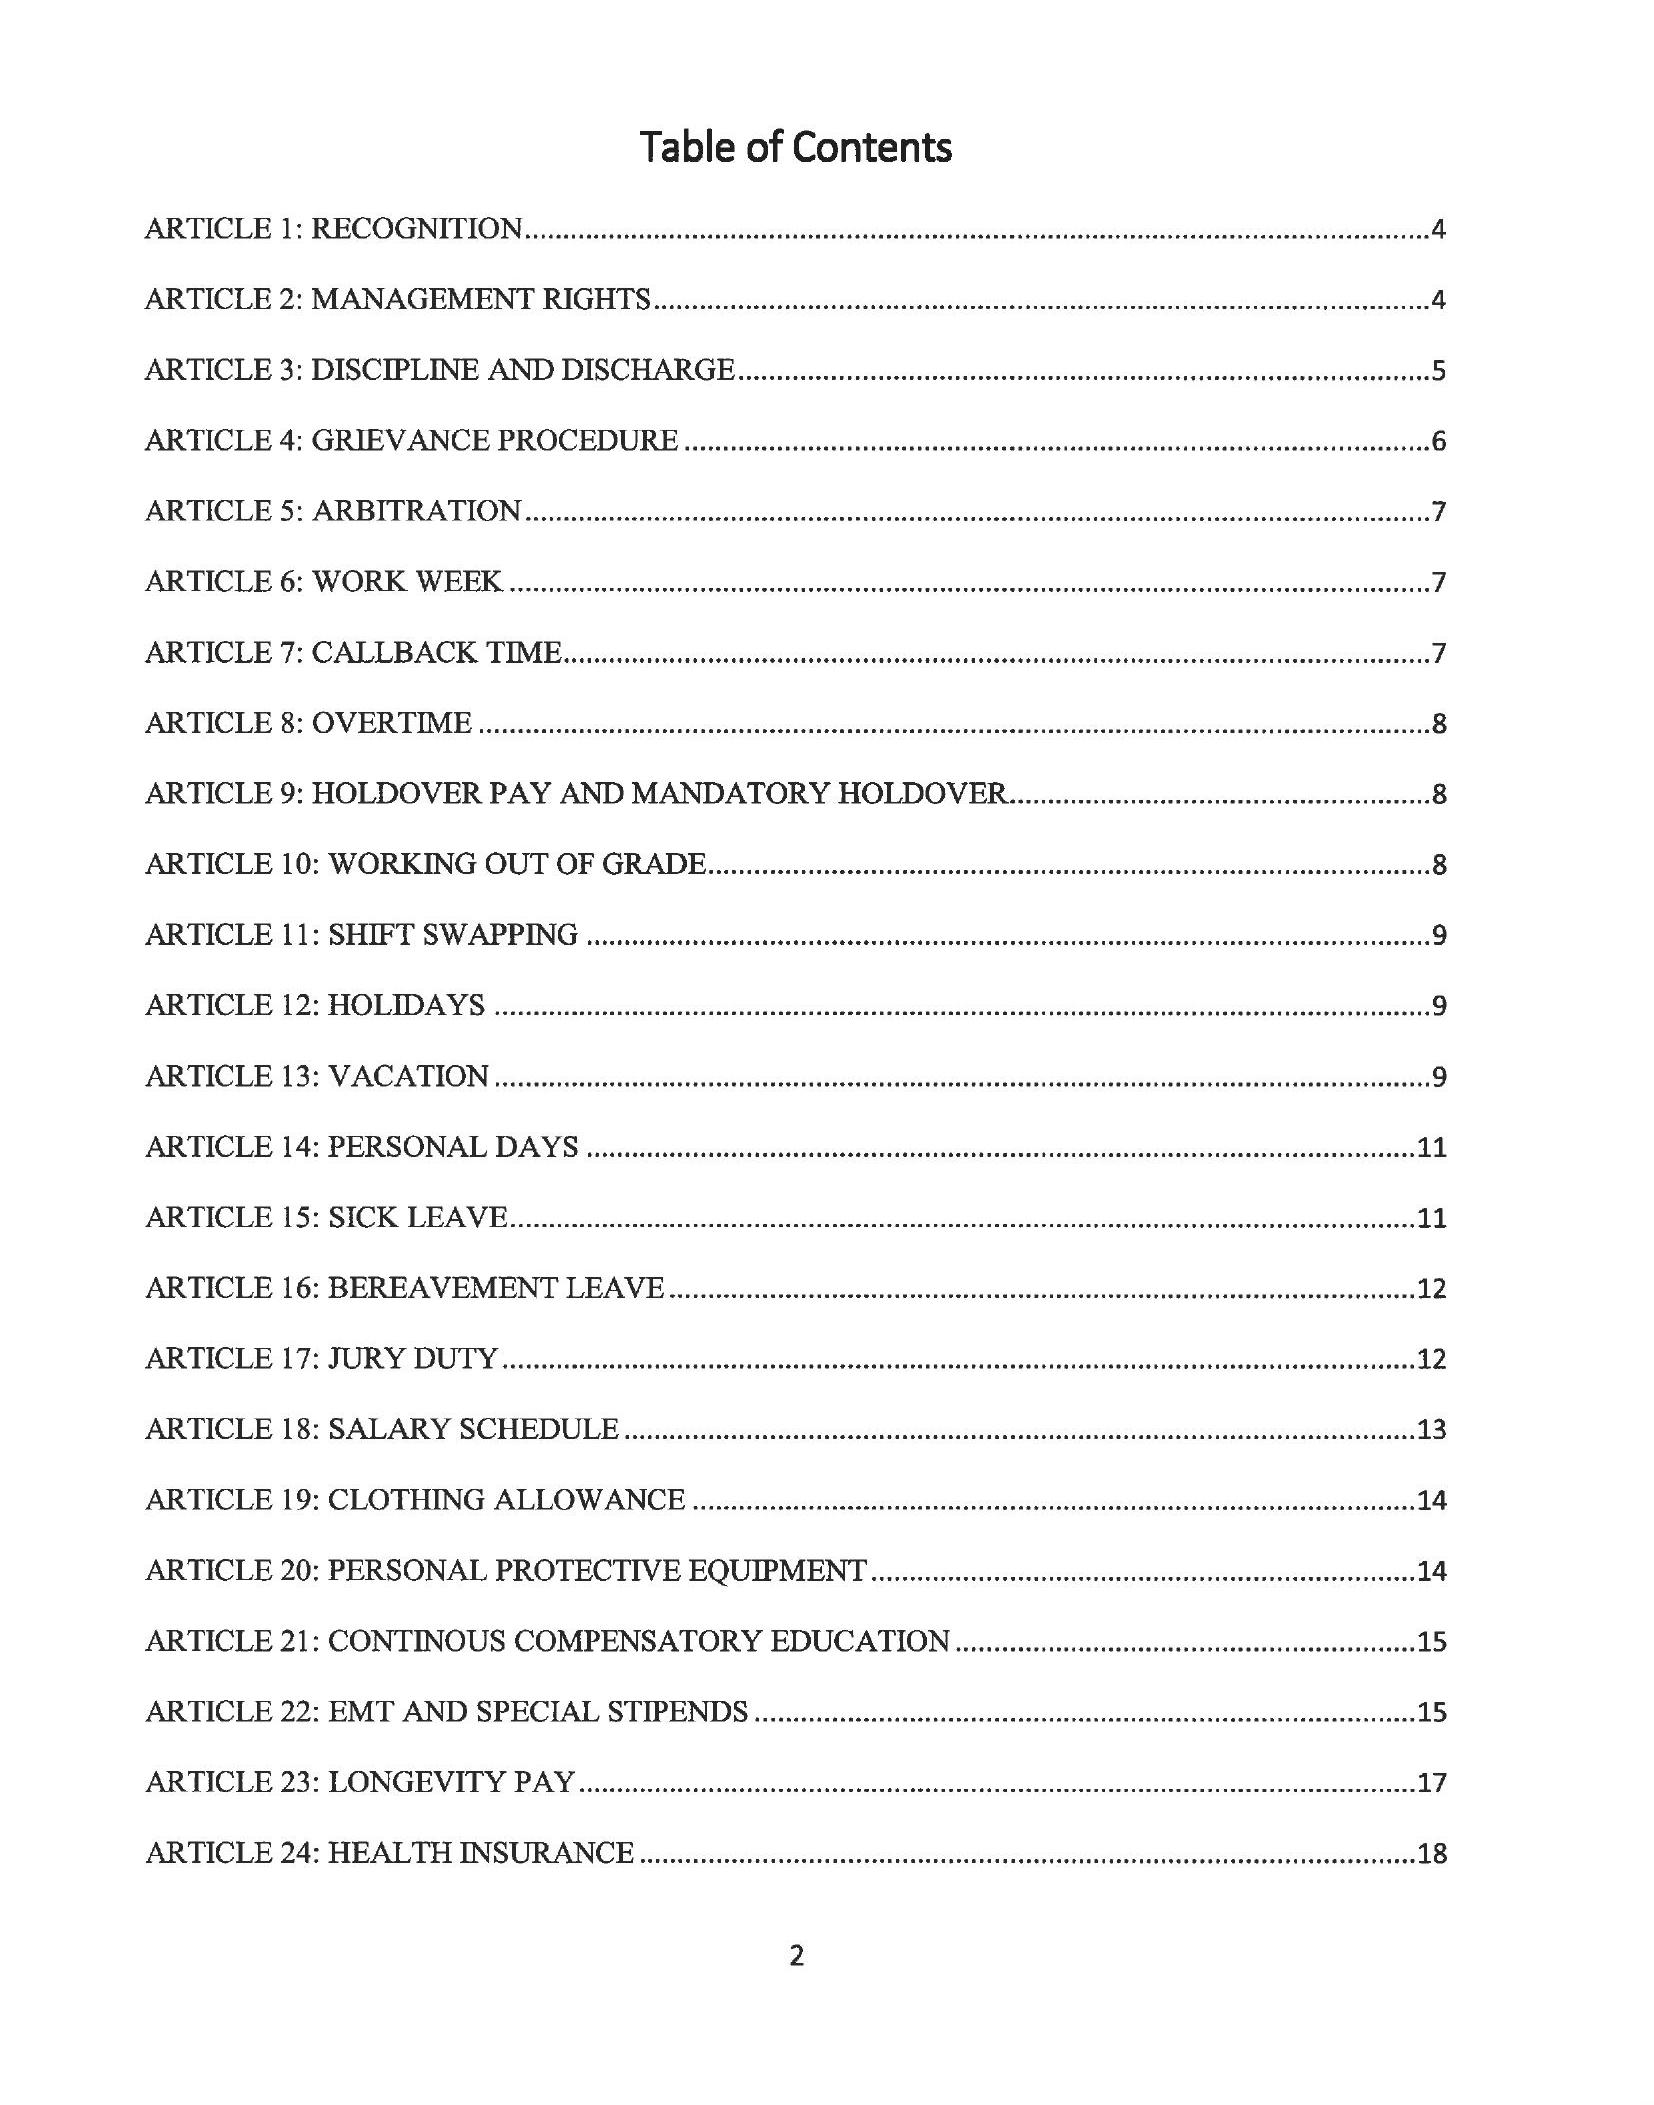 Table of Contents
ARTICLE 1: RECOGNITION....................4
ARTICLE 2: MANAGEMENT RIGHTS....................4
ARTICLE 3: DISCIPLINE AND DISCHARGE....................5
ARTICLE 4: GRIEVANCE PROCEDURE ....................6
ARTICLE 5: ARBITRATION....................7
ARTICLE 6: WORK WEEK ....................7
ARTICLE 7: CALLBACK TIME....................7
ARTICLE 8: OVERTIME ....................8
ARTICLE 9: HOLDOVER PAY AND MANDATORY HOLDOVER....................8
ARTICLE 10: WORKING OUT OF GRADE....................8
ARTICLE 11: SHIFT SWAPPING ....................9
ARTICLE 12: HOLIDAYS ....................9
ARTICLE 13: VACATION ....................9
ARTICLE 14: PERSONAL DAYS ....................11
ARTICLE 15: SICK LEAVE....................11
ARTICLE 16: BEREAVEMENT LEAVE ....................12
ARTICLE 17: JURY DUTY ....................12
ARTICLE 18: SALARY SCHEDULE ....................13
ARTICLE 19: CLOTHING ALLOWANCE ....................14
ARTICLE 20: PERSONAL PROTECTIVE EQUIPMENT ....................14
ARTICLE 21: CONTINOUS COMPENSATORY EDUCATION ....................15
ARTICLE 22: EMT AND SPECIAL STIPENDS ....................15
ARTICLE 23: LONGEVITY PAY ....................17
ARTICLE 24: HEALTH INSURANCE ....................18
2